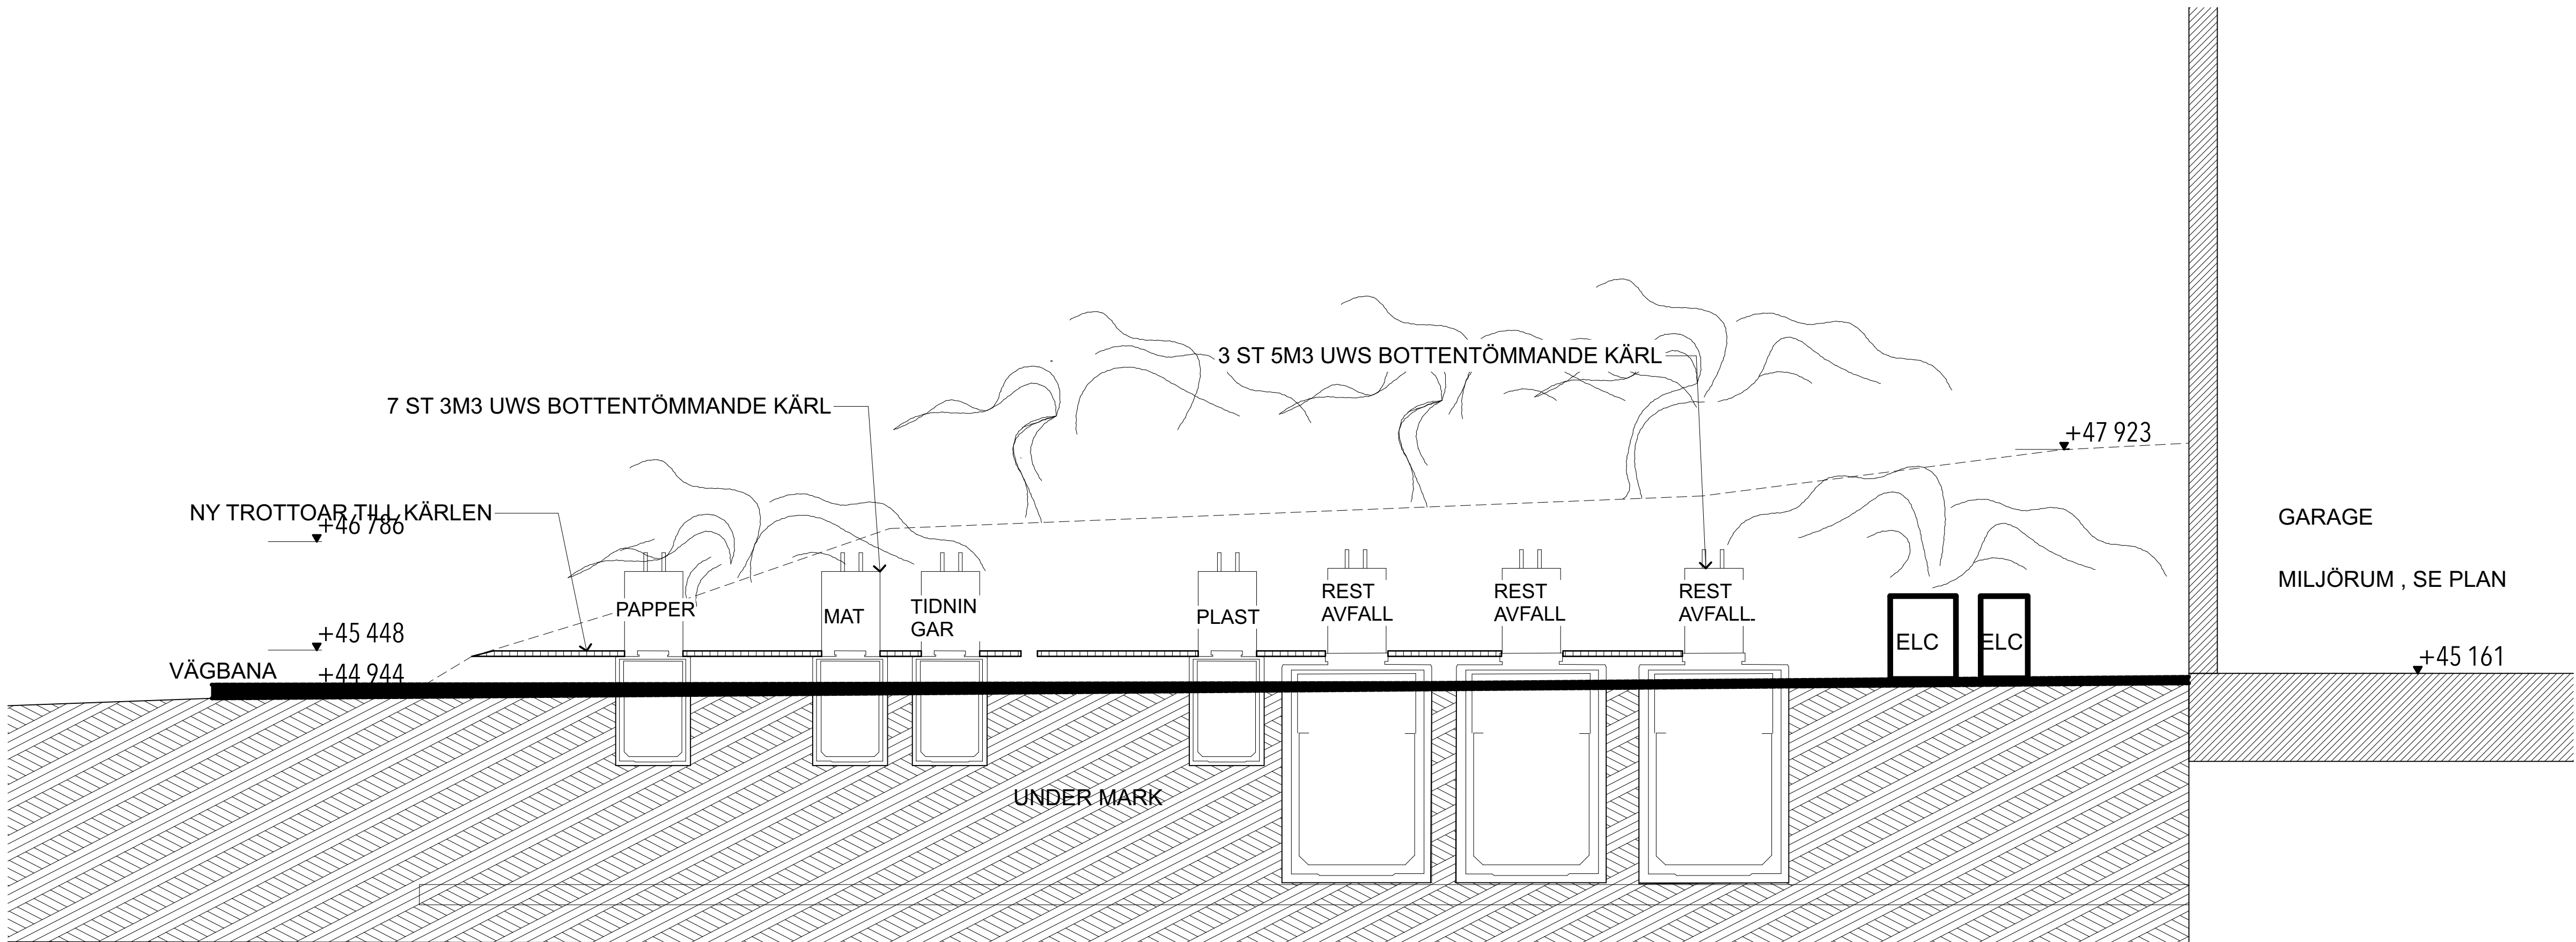 3 ST 5M3 UWS BOTTENTÖMMANDE KÄRL
7 ST 3M3 UWS BOTTENTÖMMANDE KÄRL
+47 923
NY TROTTOAR TILL KÄRLEN
+46 786
GARAGE
MILJÖRUM , SE PLAN
PAPPER
MAT
TIDNIN
GAR
PLAST
REST
AVFALL
REST
AVFALL
REST
AVFALL
ELC
ELC
+45 448
VÄGBANA
+44 944
+45 161
UNDER MARK